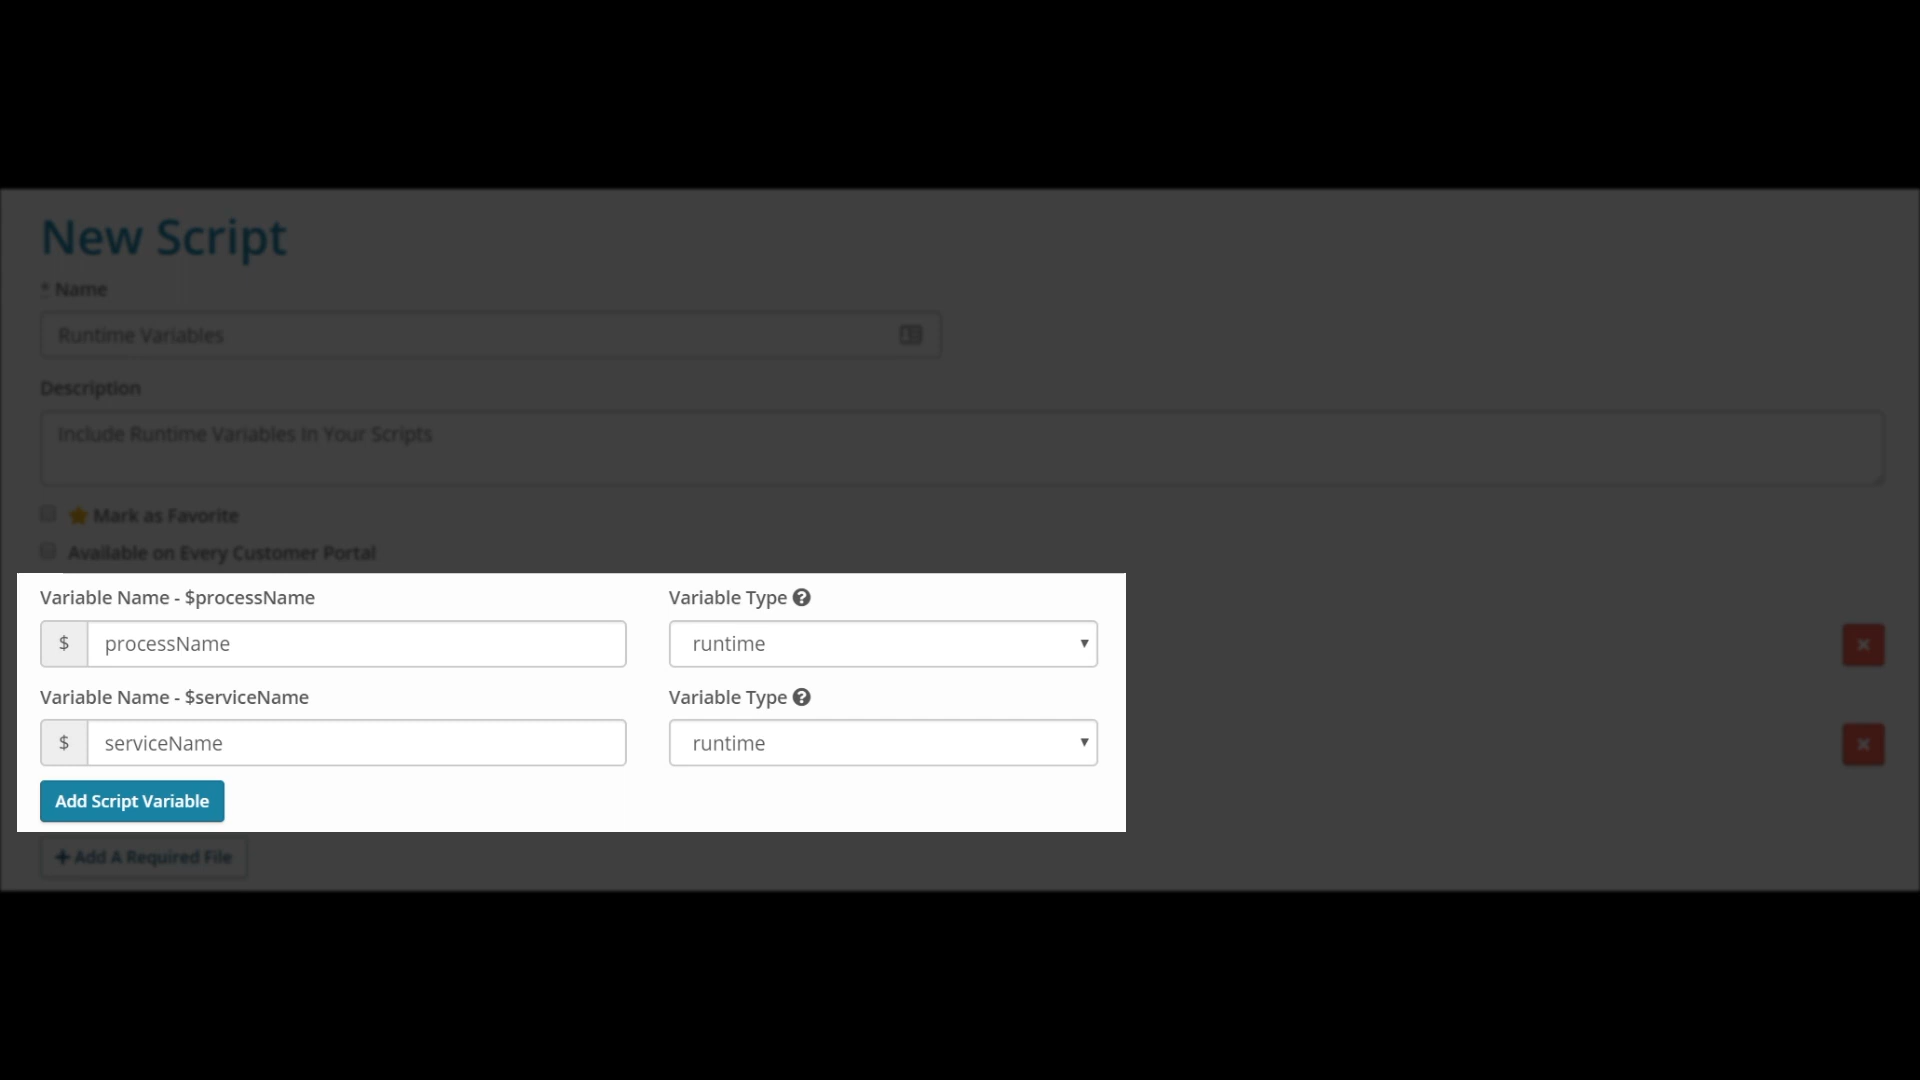 New Script
* Name
Runtime Variables
Description
Include Runtime Variables In Your Scripts
Mark as Favorite
Available on Every Customer Portal
Variable Name - $processName Variable Type
$ processName runtime
Variable Name - $serviceName Variable Type
$ serviceName runtime
Add Script Variable
Add A Required File